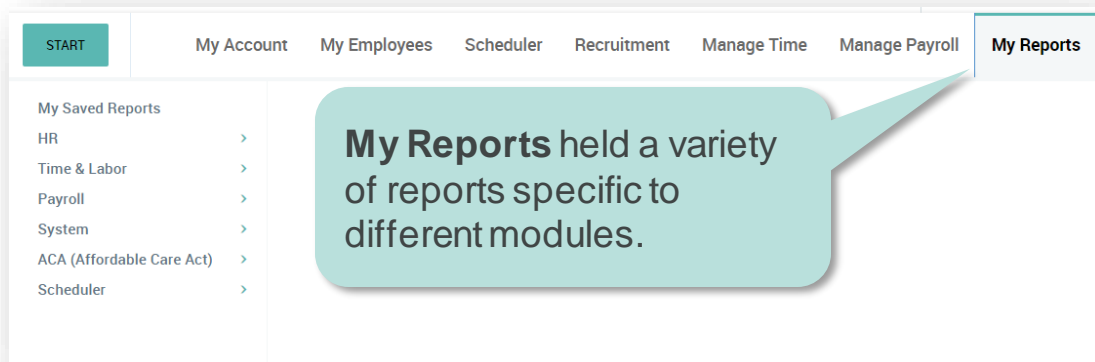 START My Account My Employees Scheduler Recruitment Manage Time Manage Payroll My Reports
My Saved Reports
HR
Time & Labor
Payroll
System
ACA (Affordable Care Act)
Scheduler
My Reports held a variety
of reports specific to
different modules.